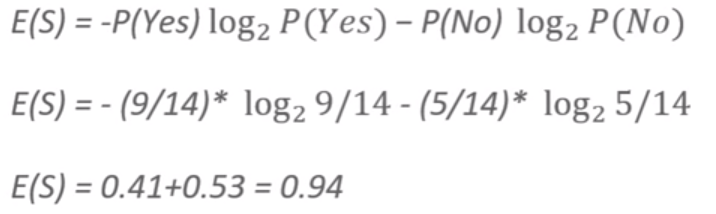 E(S) = -P(Yes) log₂ P(Yes) – P(No) log₂ P(No)
E(S) = - (9/14)* log₂ 9/14 - (5/14)* log₂ 5/14
E(S) = 0.41+0.53 = 0.94